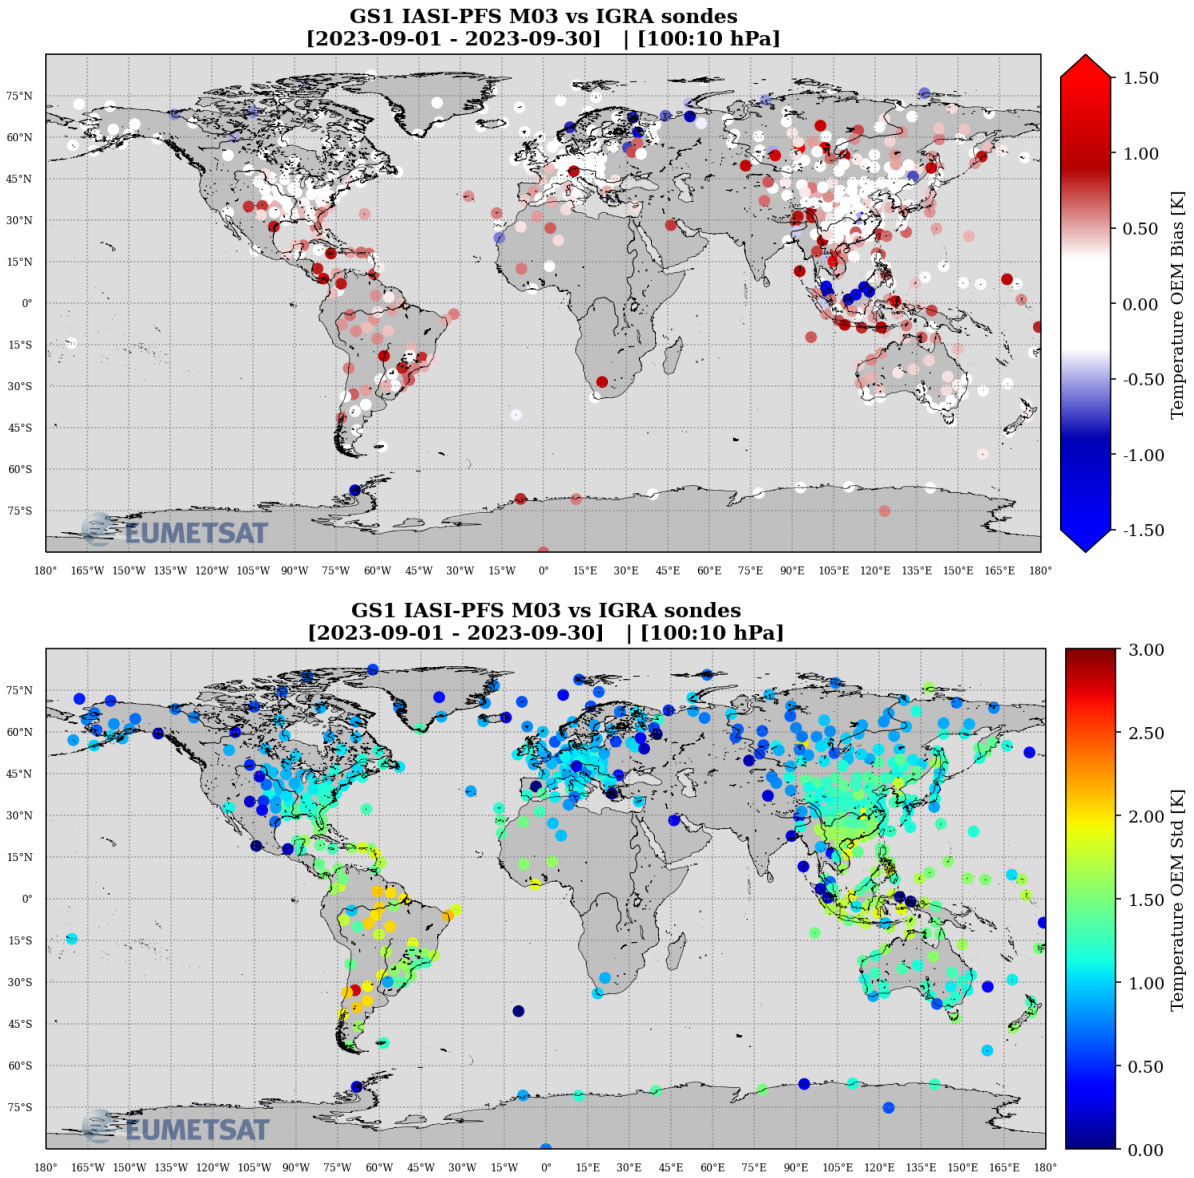 GS1 IASI-PFS M03 vs IGRA sondes
[2023-09-01 - 2023-09-30]   | [100:10 hPa]
75°N
60°N
45°N
30°N
15°N
0°
15°S
30°S
45°S
60°S
75°S
EUMETSAT
180° 165°W 150°W 135°W 120°W 105°W 90°W 75°W 60°W 45°W 30°W 15°W 0° 15°E 30°E 45°E 60°E 75°E 90°E 105°E 120°E 135°E 150°E 165°E 180°
1.50
1.00
0.50
0.00
-0.50
-1.00
-1.50
Temperature OEM Bias [K]
GS1 IASI-PFS M03 vs IGRA sondes
[2023-09-01 - 2023-09-30]   | [100:10 hPa]
75°N
60°N
45°N
30°N
15°N
0°
15°S
30°S
45°S
60°S
75°S
EUMETSAT
180° 165°W 150°W 135°W 120°W 105°W 90°W 75°W 60°W 45°W 30°W 15°W 0° 15°E 30°E 45°E 60°E 75°E 90°E 105°E 120°E 135°E 150°E 165°E 180°
3.00
2.50
2.00
1.50
1.00
0.50
0.00
Temperature OEM Std [K]